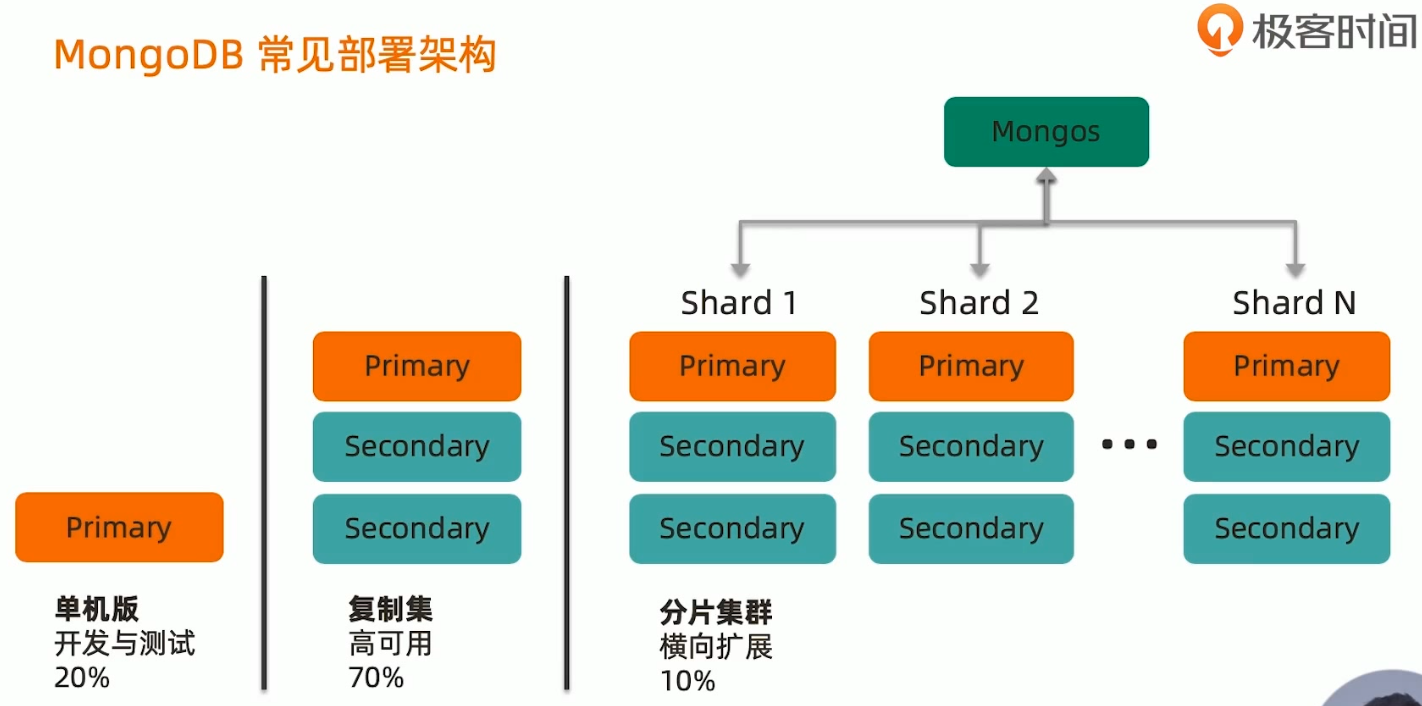 MongoDB 常见部署架构
极客时间
Mongos
Shard 1
Shard 2
Shard N
Primary
Primary
Primary
Primary
Secondary
Secondary
Secondary
Secondary
Primary
Secondary
Secondary
Secondary
Secondary
单机版
开发与测试
20%
复制集
高可用
70%
分片集群
横向扩展
10%